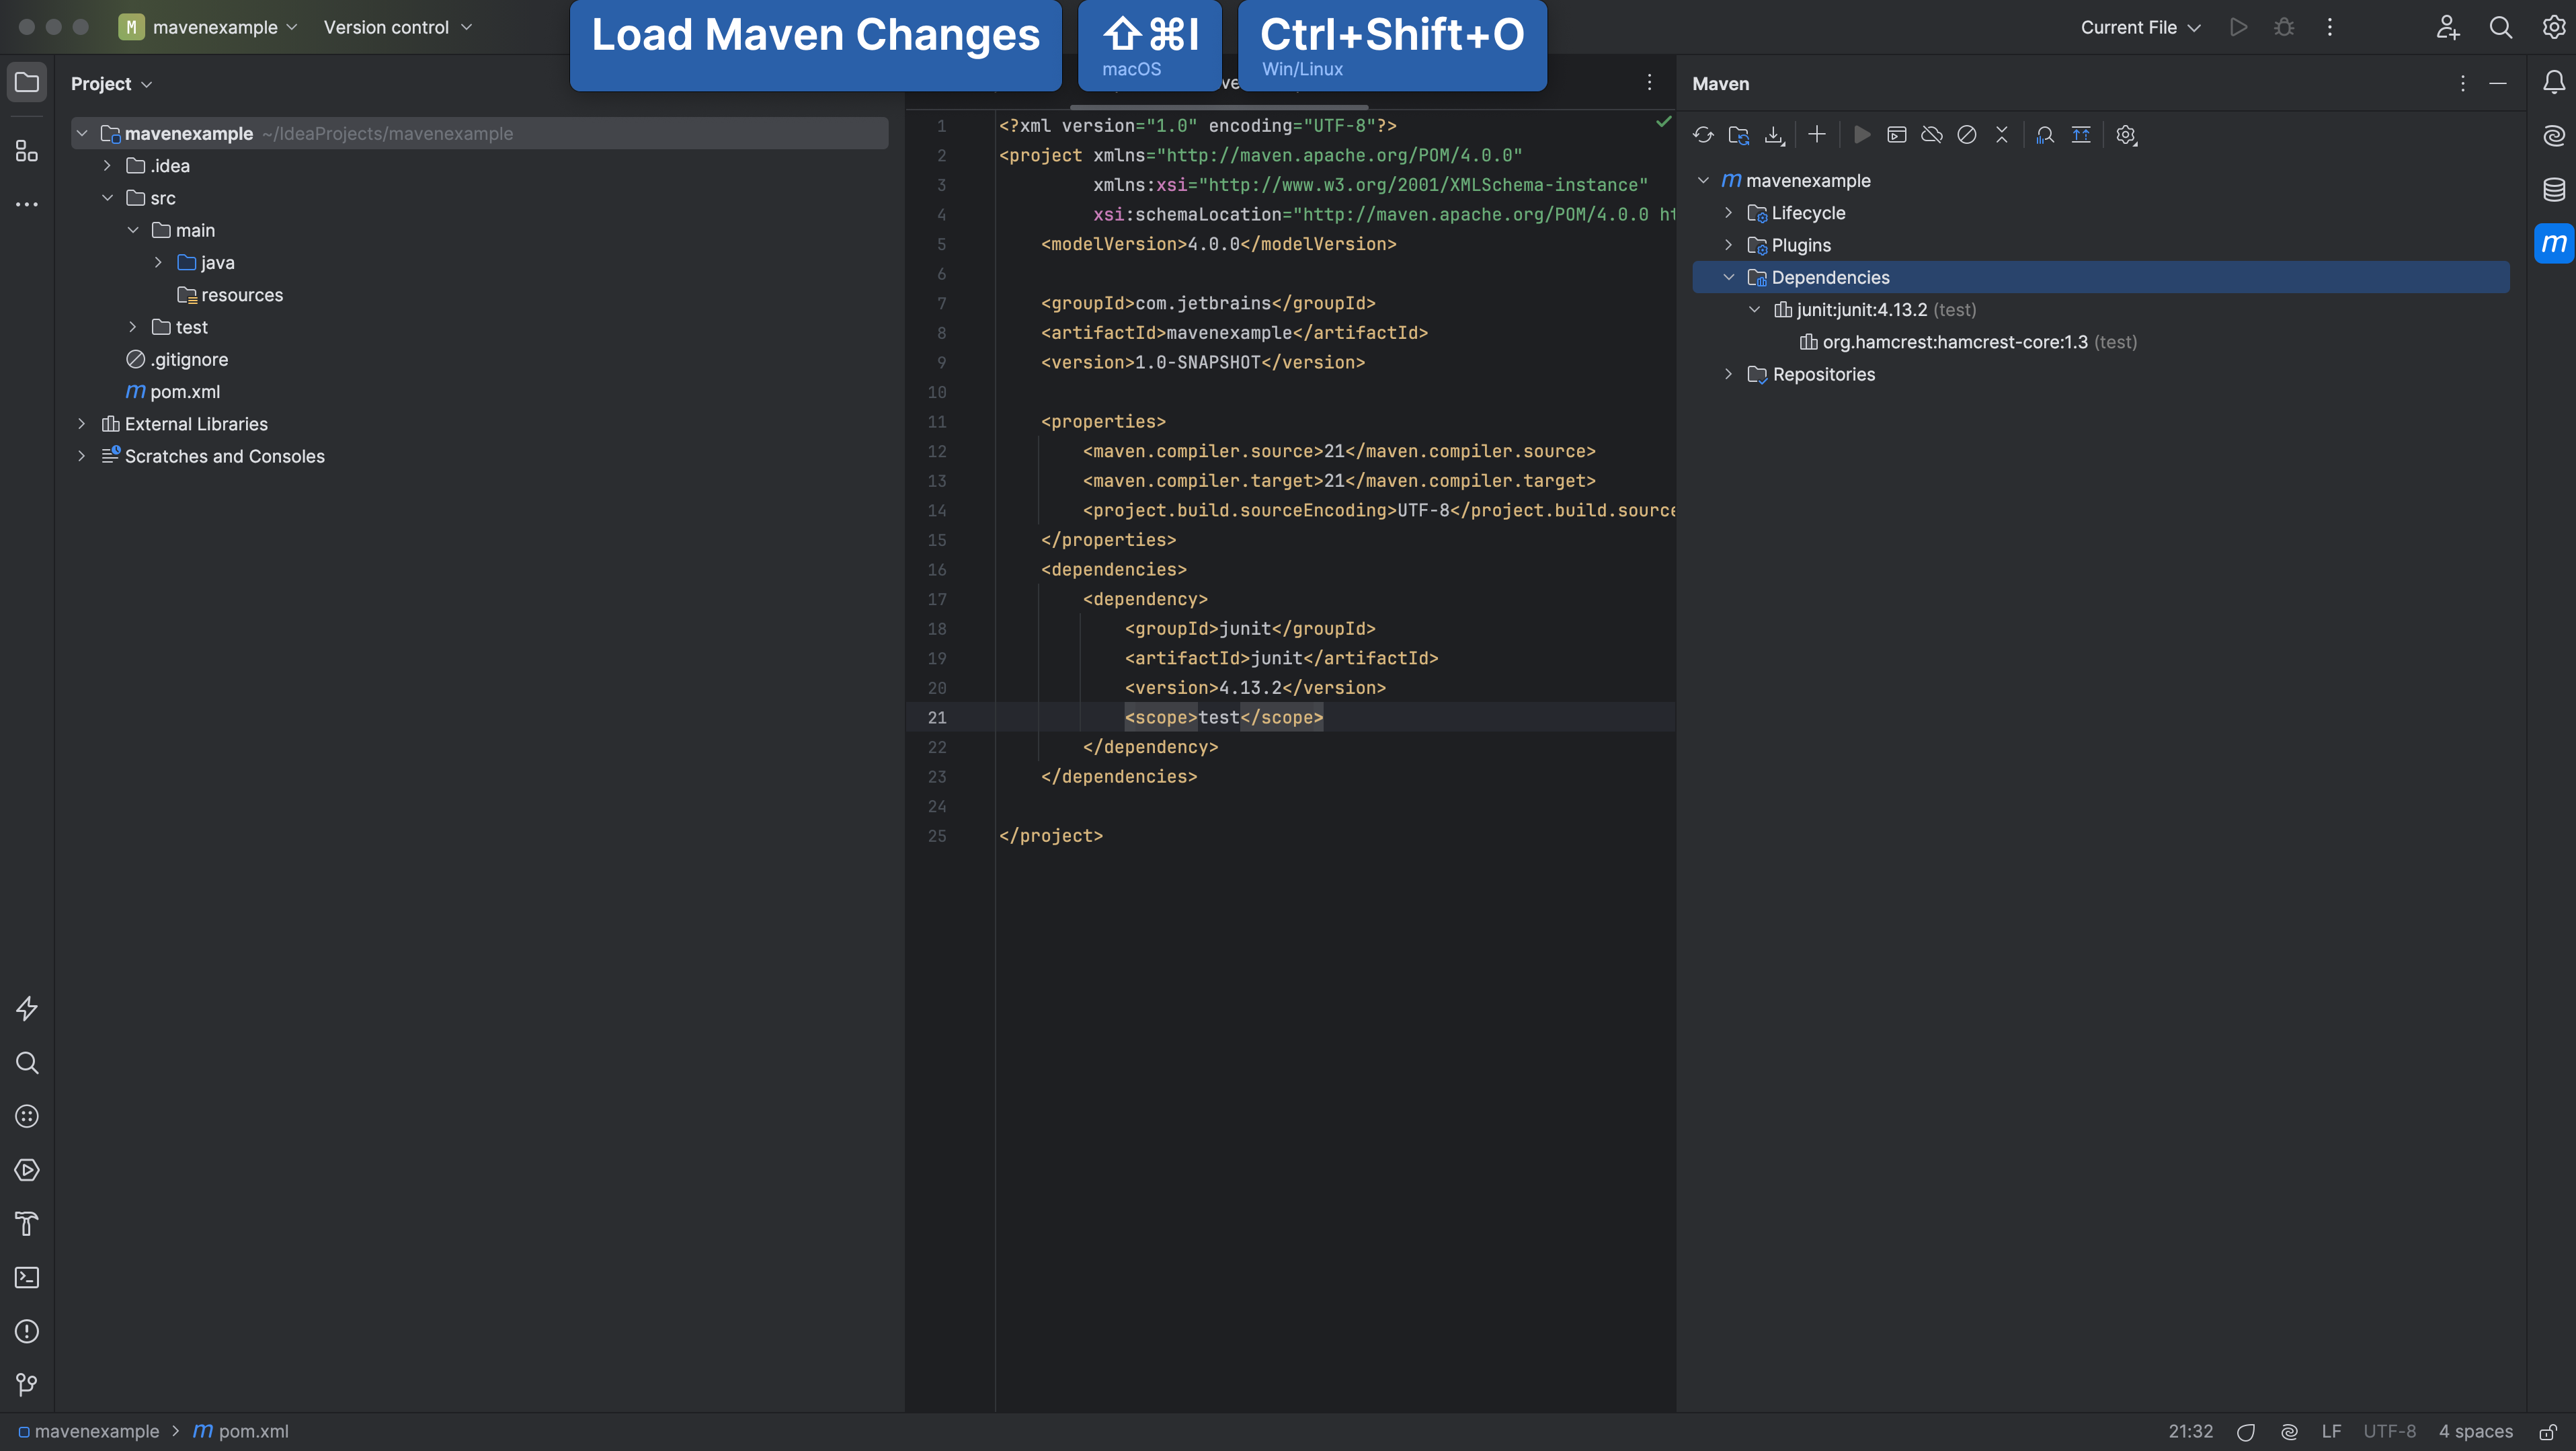 M mavenexample
Version control
Load Maven Changes
⇧⌘I
macOS
Ctrl+Shift+O
Win/Linux
Current File
Project
mavenexample ~/IdeaProjects/mavenexample
.idea
src
main
java
resources
test
.gitignore
m pom.xml
External Libraries
Scratches and Consoles
1 <?xml version="1.0" encoding="UTF-8"?>
2 <project xmlns="http://maven.apache.org/POM/4.0.0"
3 xmlns:xsi="http://www.w3.org/2001/XMLSchema-instance"
4 xsi:schemaLocation="http://maven.apache.org/POM/4.0.0 ht
5 <modelVersion>4.0.0</modelVersion>
6
7 <groupId>com.jetbrains</groupId>
8 <artifactId>mavenexample</artifactId>
9 <version>1.0-SNAPSHOT</version>
10
11 <properties>
12 <maven.compiler.source>21</maven.compiler.source>
13 <maven.compiler.target>21</maven.compiler.target>
14 <project.build.sourceEncoding>UTF-8</project.build.source
15 </properties>
16 <dependencies>
17 <dependency>
18 <groupId>junit</groupId>
19 <artifactId>junit</artifactId>
20 <version>4.13.2</version>
21 <scope>test</scope>
22 </dependency>
23 </dependencies>
24
25 </project>
Maven
m mavenexample
Lifecycle
Plugins
Dependencies
junit:junit:4.13.2 (test)
org.hamcrest:hamcrest-core:1.3 (test)
Repositories
m
mavenexample > m pom.xml
21:32
LF
UTF-8
4 spaces